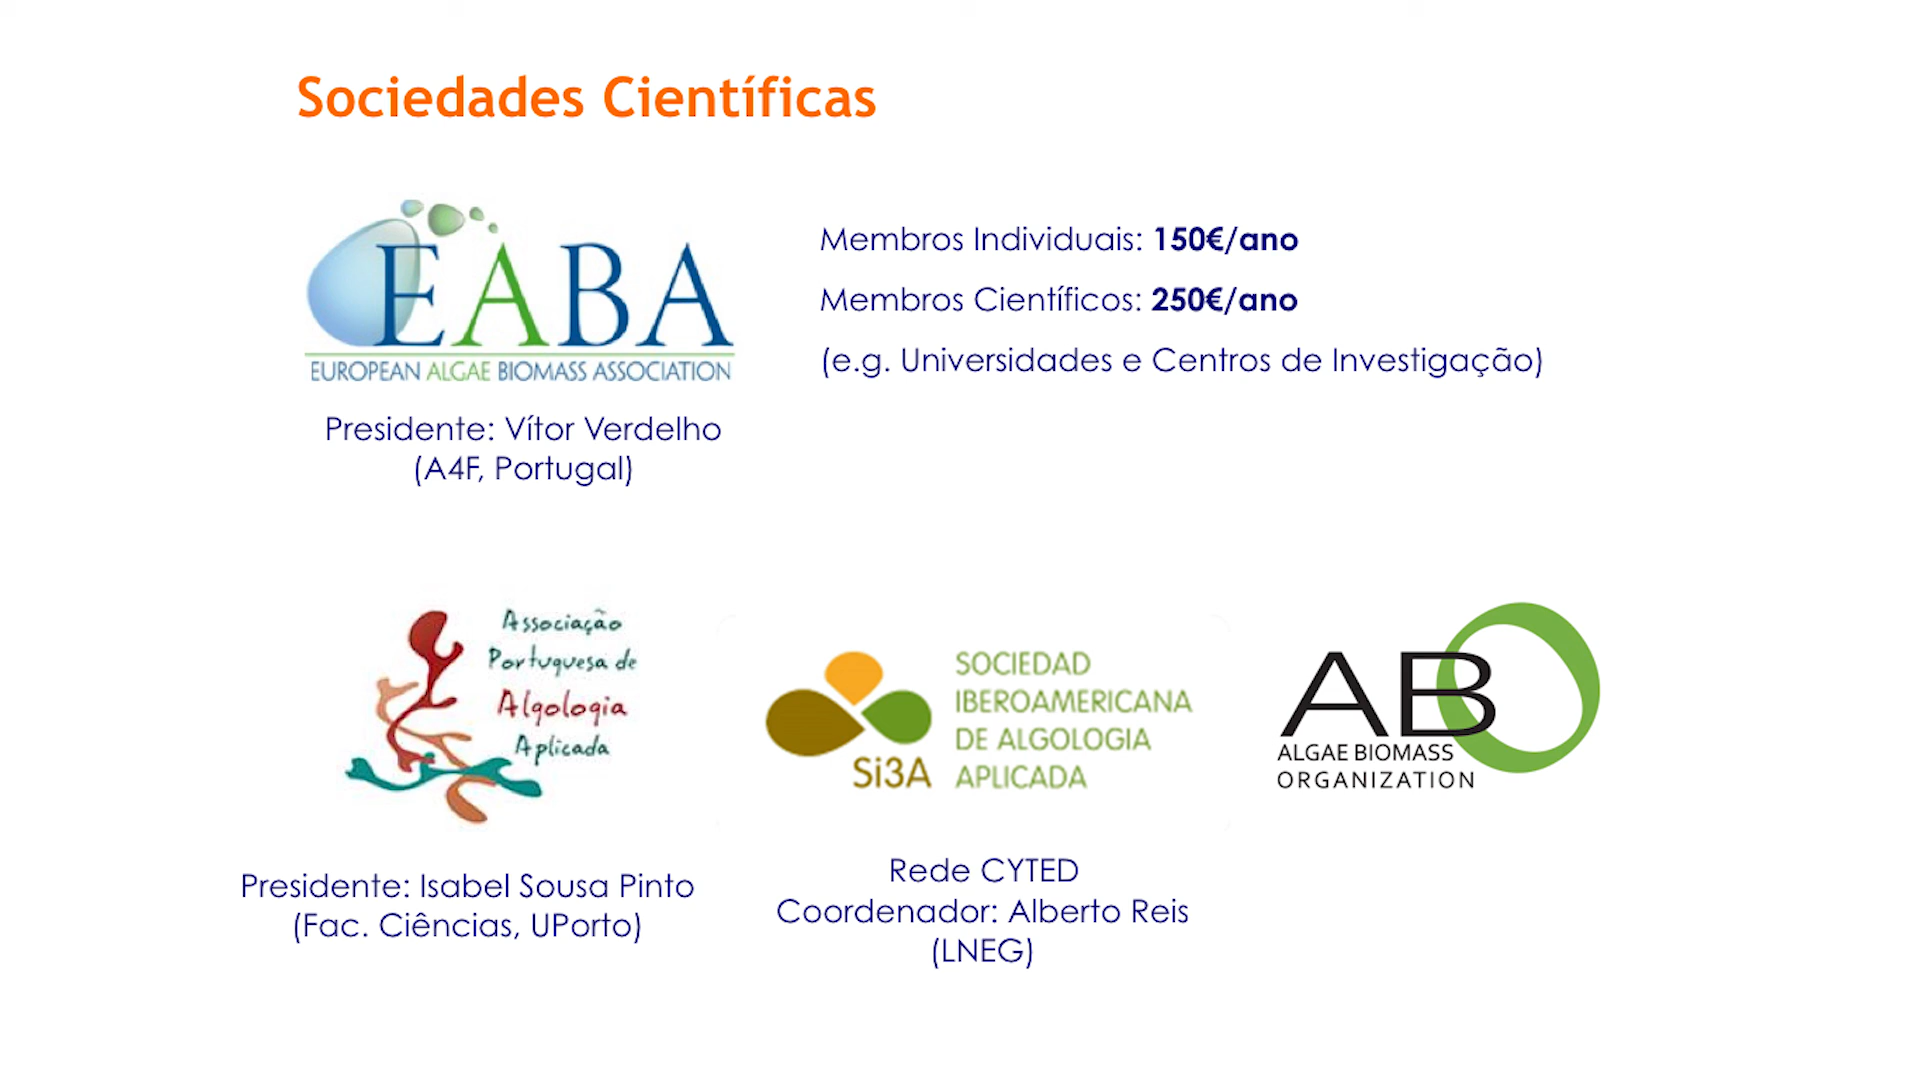 Sociedades Científicas
EABA
EUROPEAN ALGAE BIOMASS ASSOCIATION
Presidente: Vítor Verdelho
(A4F, Portugal)
Membros Individuais: 150€/ano
Membros Científicos: 250€/ano
(e.g. Universidades e Centros de Investigação)
Associação
Portuguesa de
Algologia
Aplicada
Presidente: Isabel Sousa Pinto
(Fac. Ciências, UPorto)
Si3A
SOCIEDAD
IBEROAMERICANA
DE ALGOLOGIA
APLICADA
Rede CYTED
Coordenador: Alberto Reis
(LNEG)
ABO
ALGAE BIOMASS
ORGANIZATION